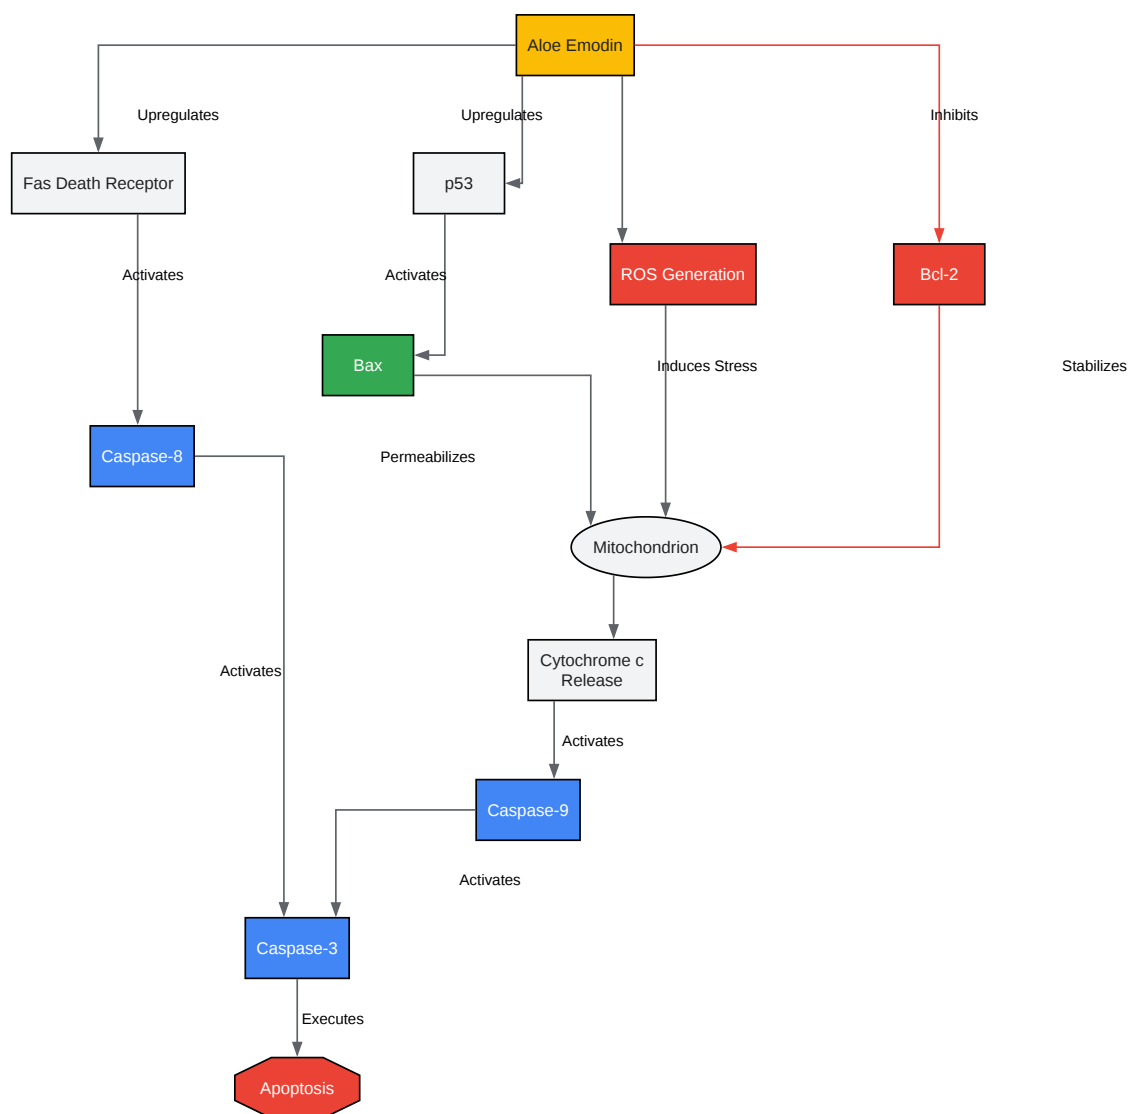 Aloe Emodin
Upregulates
Upregulates
Inhibits
Fas Death Receptor
p53
Activates
Activates
ROS Generation
Bcl-2
Bax
Induces Stress
Stabilizes
Caspase-8
Permeabilizes
Mitochondrion
Cytochrome c
Release
Activates
Activates
Caspase-9
Activates
Caspase-3
Executes
Apoptosis